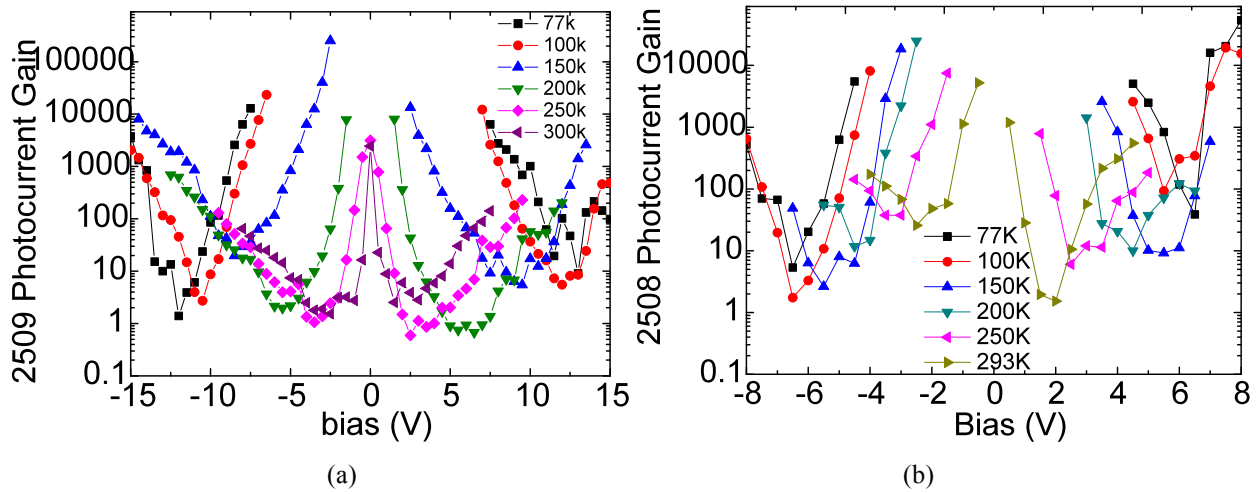 2509 Photocurrent Gain
100000
10000
1000
100
10
1
0.1
-15
-10
-5
0
5
10
15
bias (V)
77k
100k
150k
200k
250k
300k
(a)
2508 Photocurrent Gain
10000
1000
100
10
1
0.1
-8
-6
-4
-2
0
2
4
6
8
Bias (V)
77K
100K
150K
200K
250K
293K
(b)